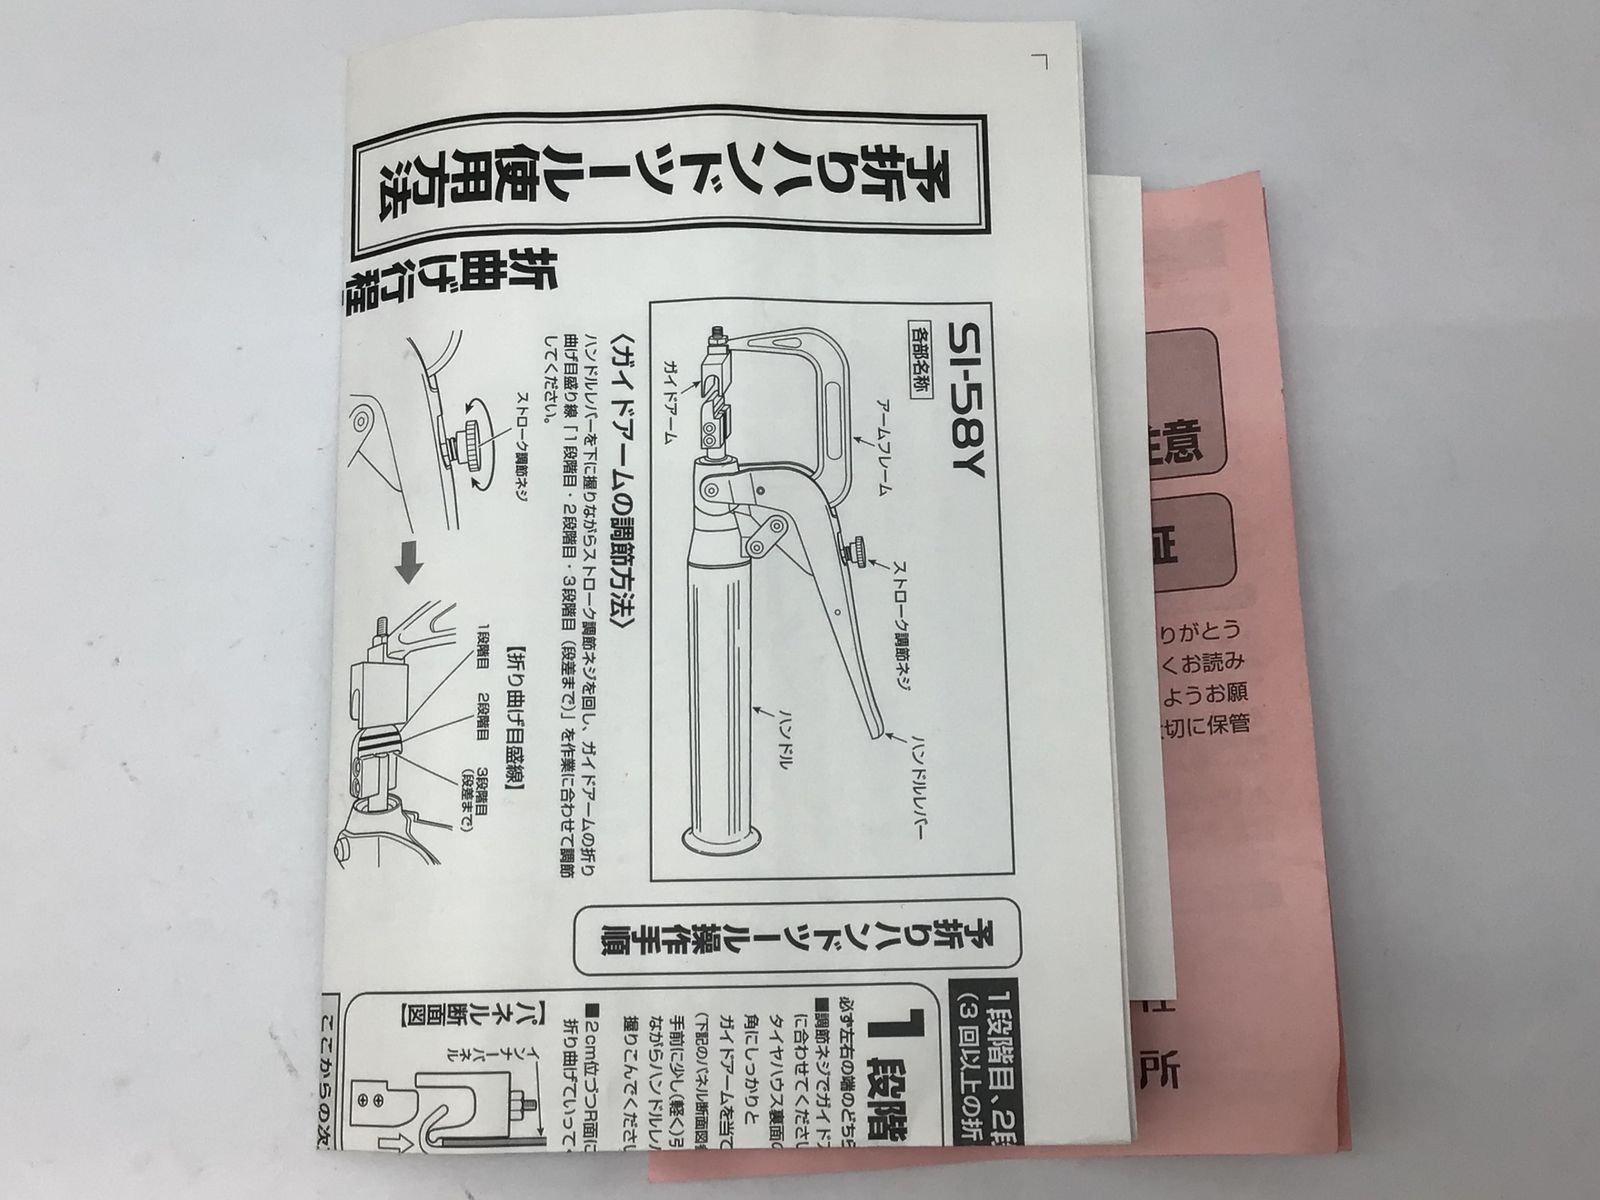 予折りハンドツール使用方法
折曲げ行程
SI-58Y
各部名称
アームフレーム
ストローク調節ネジ
ハンドルレバー
ハンドル
ガイドアーム
〈ガイドアームの調節方法〉
ハンドルレバーを下に握りながらストローク調節ネジを回し、ガイドアームの折り
曲げ目盛り線「1段階目・2段階目・3段階目(段差まで)」を作業に合わせて調節
してください。
ストローク調節ネジ
【折り曲げ目盛線】
1段階目
2段階目
3段階目
(段差まで)
予折りハンドツール操作手順
1段階目、2段
(3回以上の折
1段階
必ず左右の端のどち
■調節ネジでガイド
に合わせてくださ
タイヤハウス裏面の
角にしっかりと
ガイドアームを当て
(下記のパネル断面図
手前に少し(軽く)引
ながらハンドルレ
握りこんでくださ
■2cm位づつR面に
折り曲げていって
【パネル断面図】
インナーパネル
ここからの次
注意
証
りがとう
くお読み
ようお願
切に保管
社
所